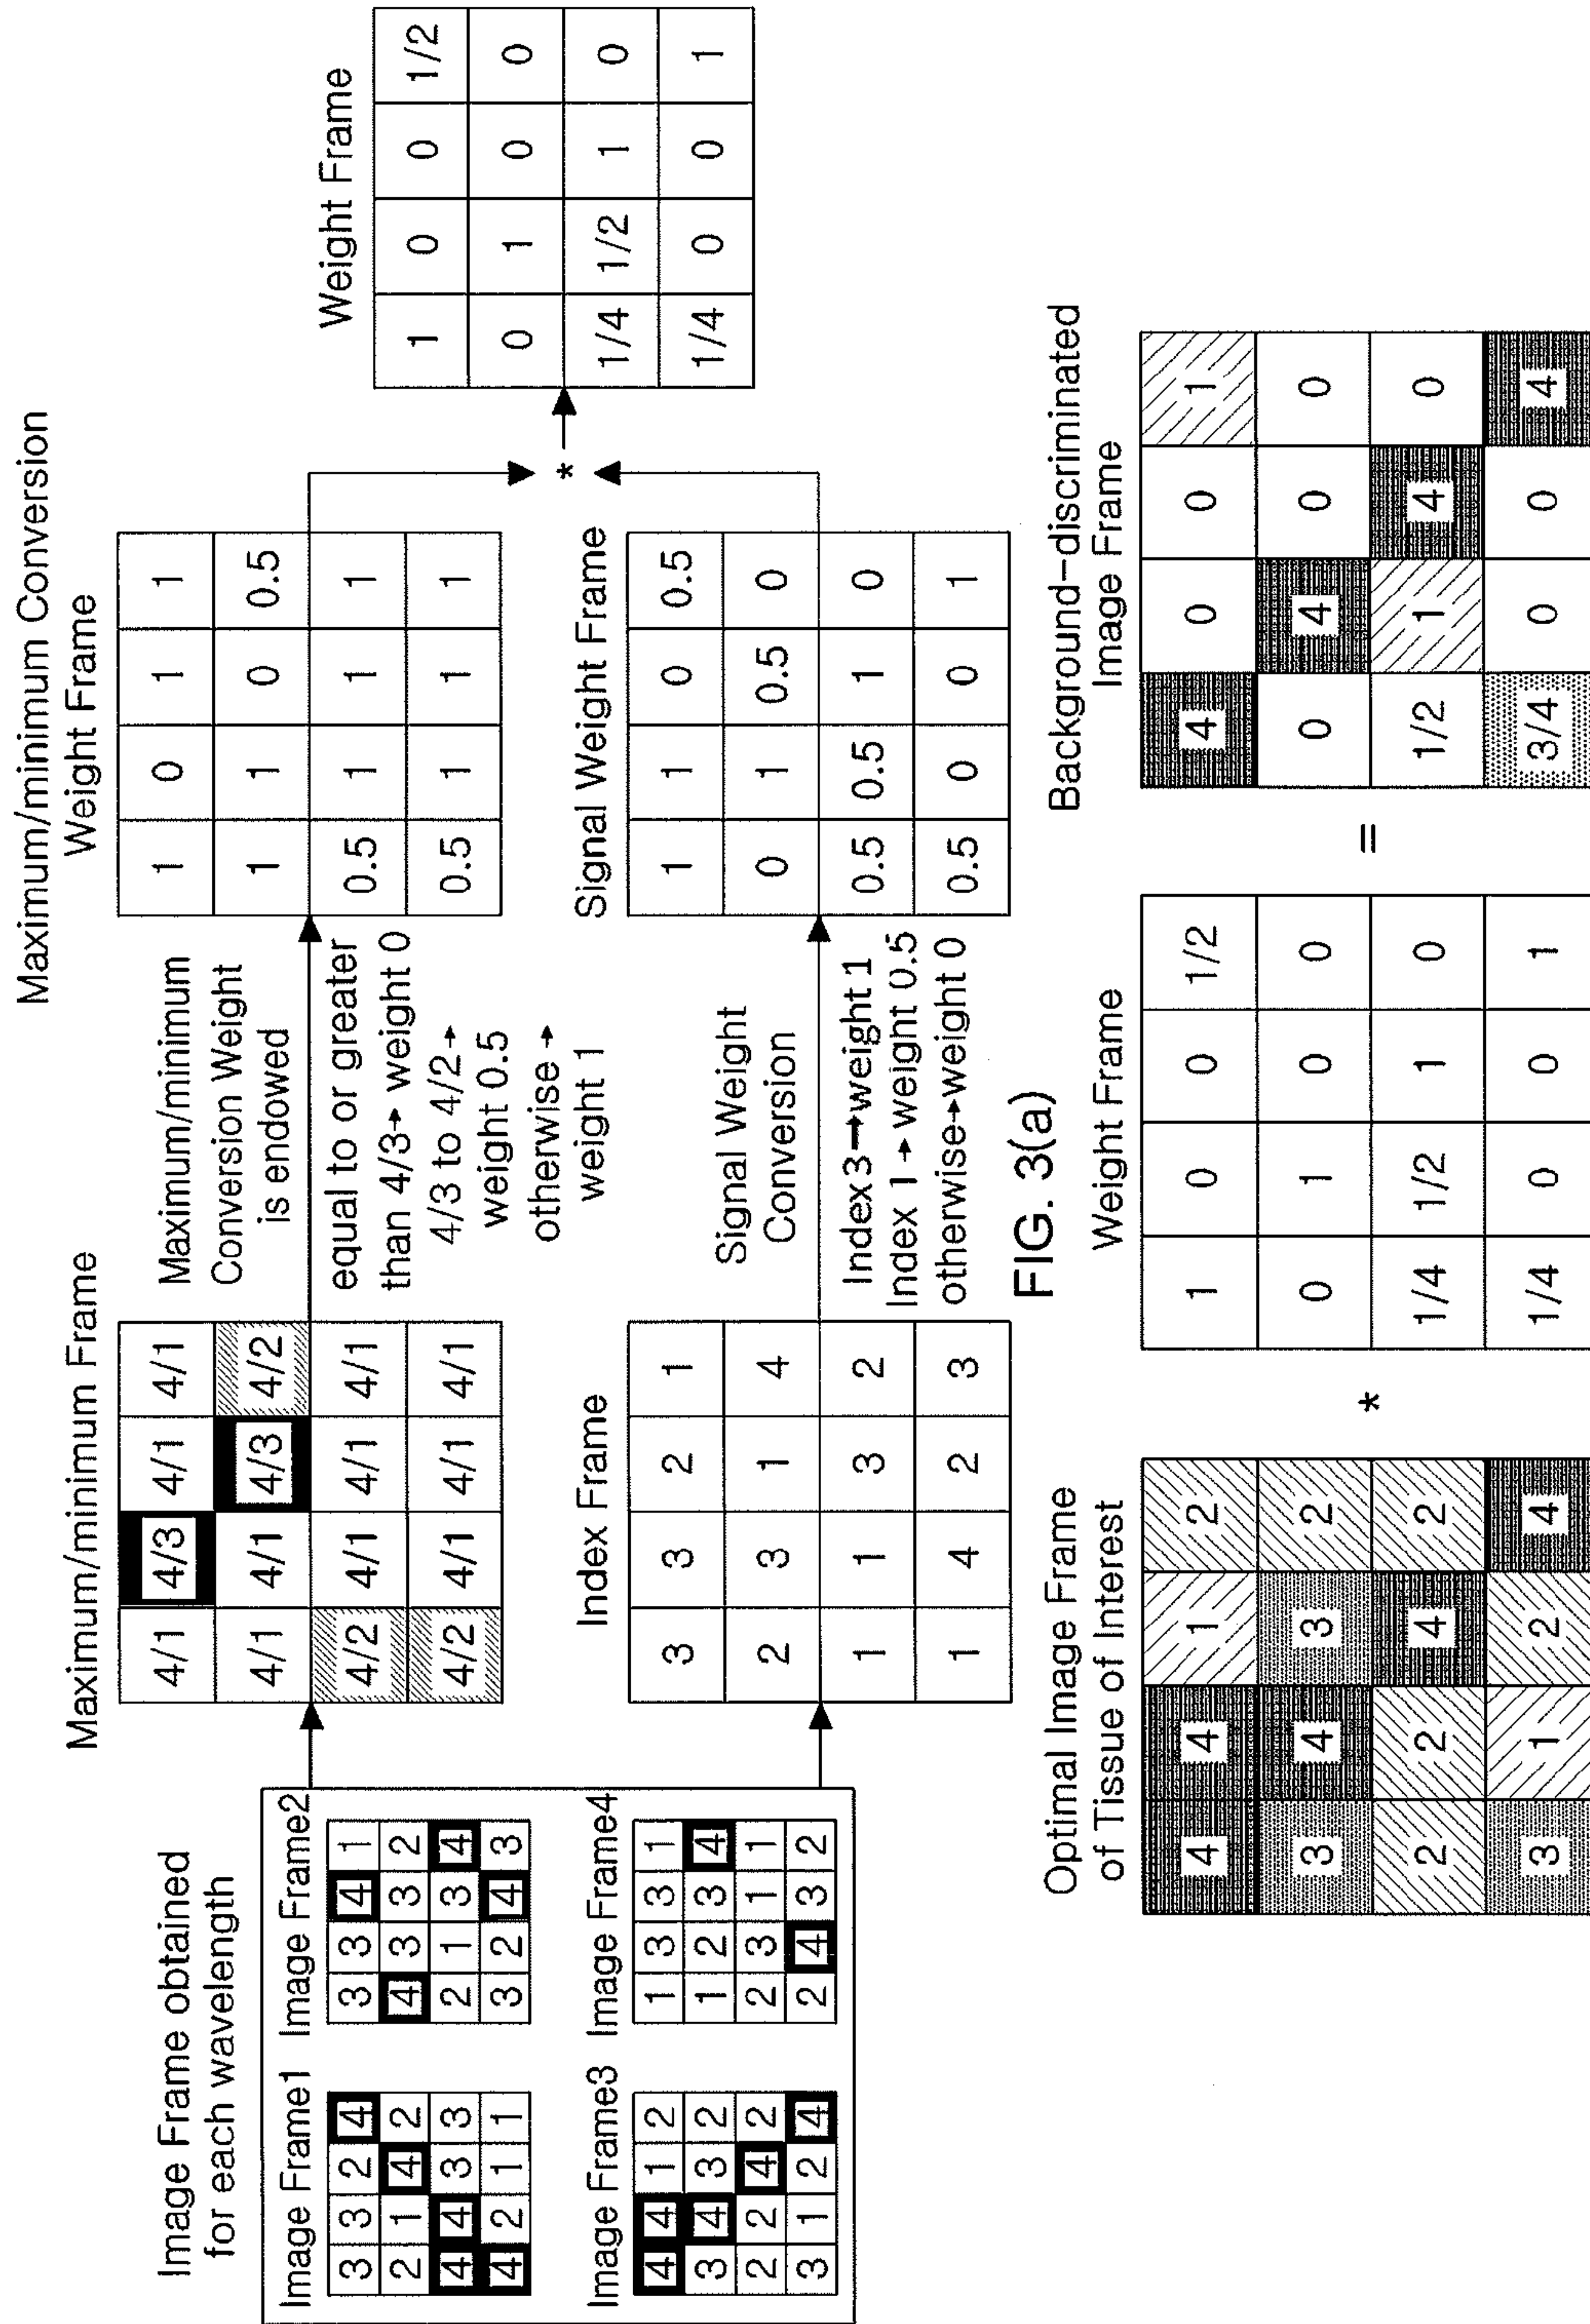 Image Frame obtained
for each wavelength
Image Frame1
3 3 2 4
2 1 4 2
4 4 3 3
4 2 1 1
Image Frame2
3 3 4 1
4 3 3 2
2 1 3 4
3 2 4 3
Image Frame3
4 4 1 2
3 4 3 2
2 2 4 2
3 1 2 4
Image Frame4
1 3 3 1
1 2 3 4
2 3 1 1
2 4 3 2
Maximum/minimum Frame
4/1 4/3 4/1 4/1
4/1 4/1 4/3 4/2
4/2 4/1 4/1 4/1
4/2 4/1 4/1 4/1
Maximum/minimum
Conversion Weight
is endowed
equal to or greater
than 4/3→ weight 0
4/3 to 4/2→
weight 0.5
otherwise →
weight 1
Maximum/minimum Conversion
Weight Frame
1 0 1 1
1 1 0 0.5
0.5 1 1 1
0.5 1 1 1
Index Frame
3 3 2 1
2 3 1 4
1 1 3 2
1 4 2 3
Signal Weight
Conversion
Index3→weight 1
Index 1 → weight 0.5
otherwise→weight 0
Signal Weight Frame
1 1 0 0.5
0 1 0.5 0
0.5 0.5 1 0
0.5 0 0 1
*
Weight Frame
1 0 0 1/2
0 1 0 0
1/4 1/2 1 0
1/4 0 0 1
FIG. 3(a)
Optimal Image Frame
of Tissue of Interest
4 4 1 2
3 4 3 2
2 2 4 2
3 1 2 4
*
Weight Frame
1 0 0 1/2
0 1 0 0
1/4 1/2 1 0
1/4 0 0 1
=
Background-discriminated
Image Frame
4 0 0 1
0 4 0 0
1/2 1 4 0
3/4 0 0 4